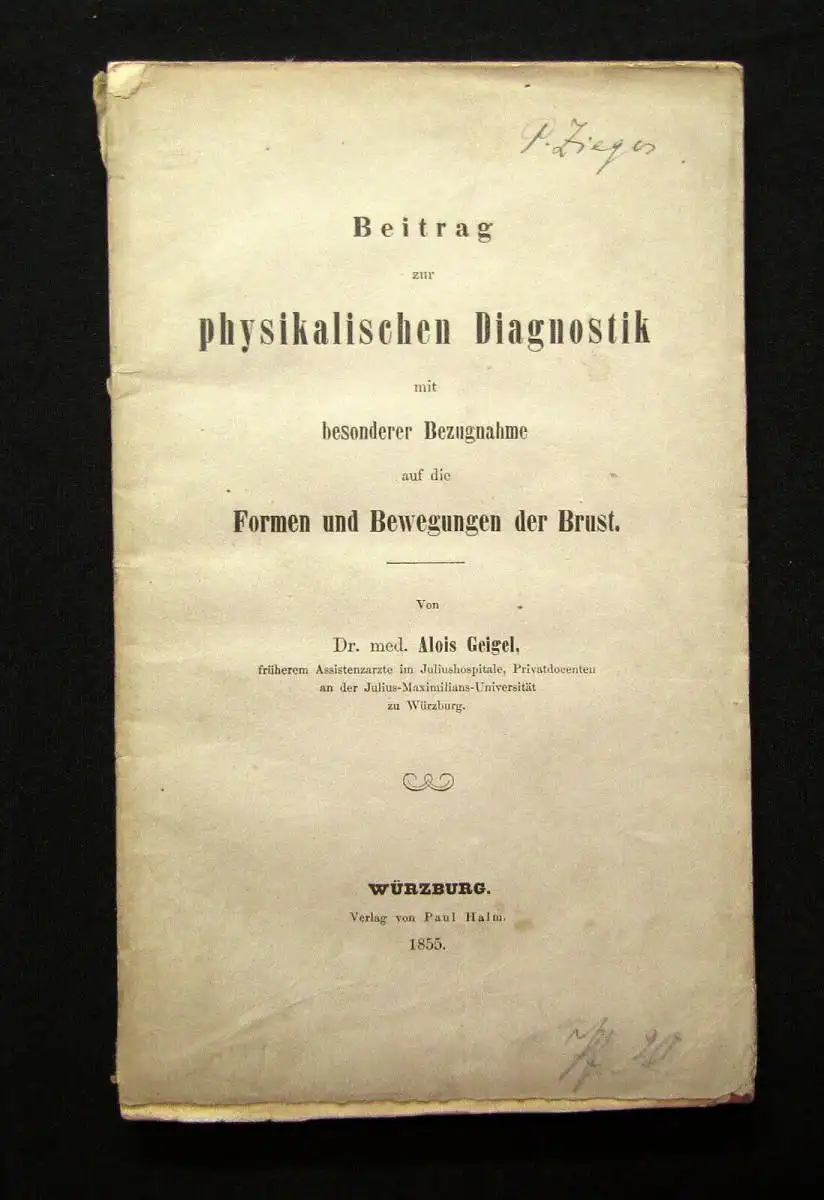 Beitrag
zur
physikalischen Diagnostik
mit
besonderer Bezugnahme
auf die
Formen und Bewegungen der Brust.
Von
Dr. med. Alois Geigel,
früherem Assistenzarzte im Juliushospitale, Privatdocenten
an der Julius-Maximilians-Universität
zu Würzburg.
WÜRZBURG.
Verlag von Paul Halm.
1855.